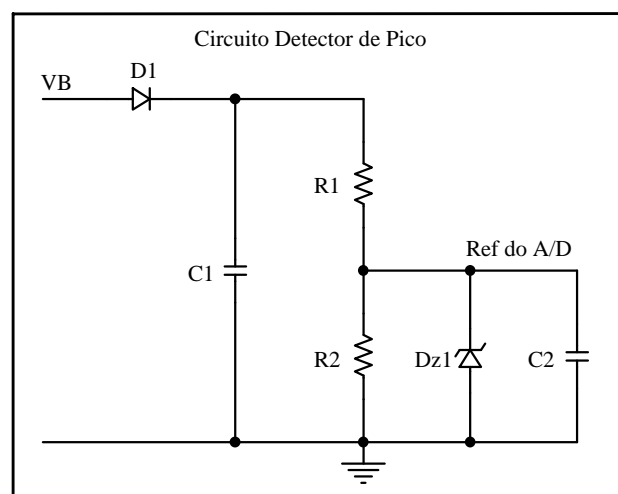 Circuito Detector de Pico
D1
VB
R1
Ref do A/D
C1
R2
Dz1
C2